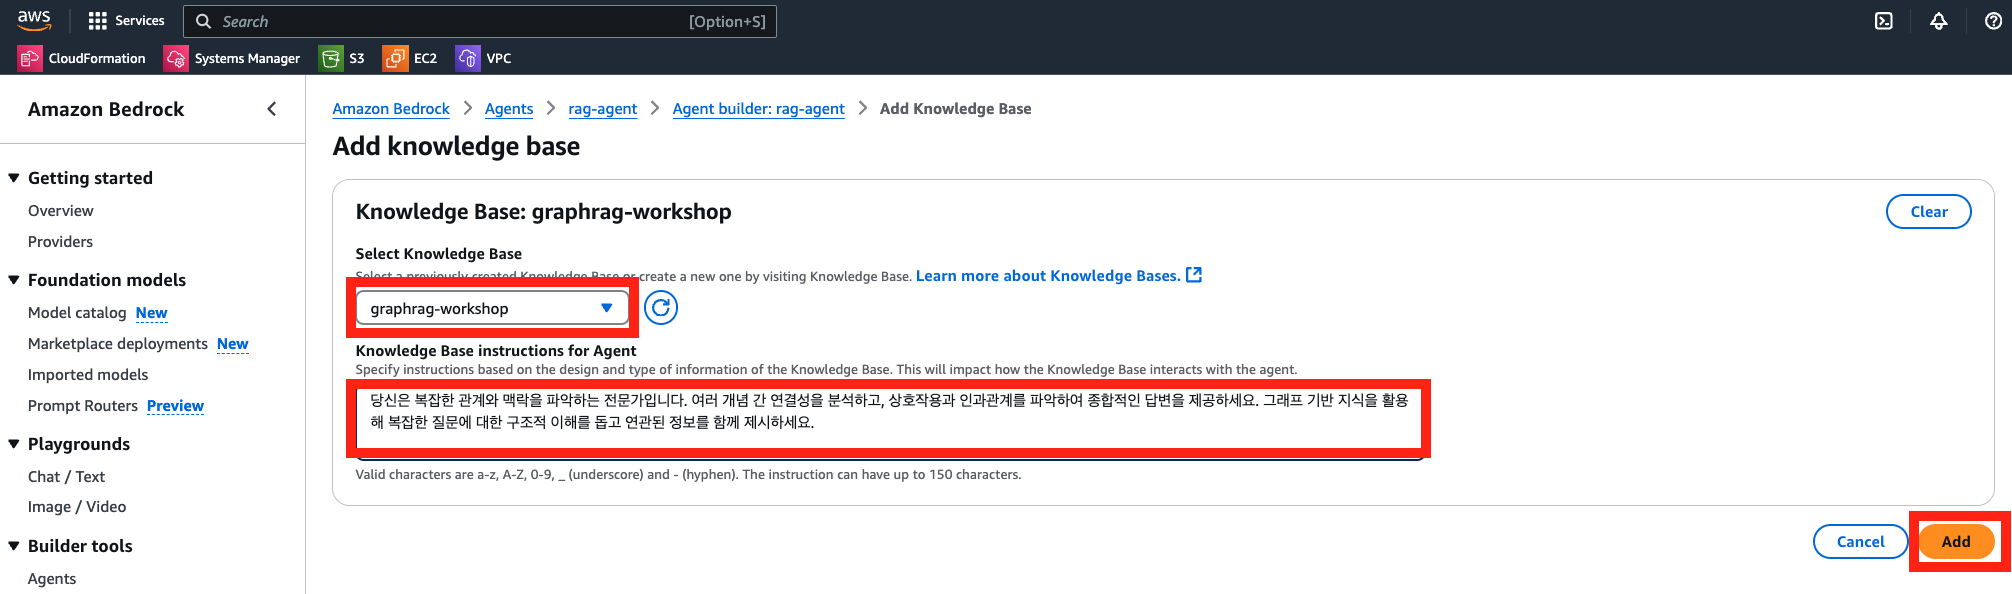 aws
Services
Search
[Option+S]
CloudFormation
Systems Manager
S3
EC2
VPC
Amazon Bedrock
Getting started
Overview
Providers
Foundation models
Model catalog New
Marketplace deployments New
Imported models
Prompt Routers Preview
Playgrounds
Chat / Text
Image / Video
Builder tools
Agents
Amazon Bedrock > Agents > rag-agent > Agent builder: rag-agent > Add Knowledge Base
Add knowledge base
Knowledge Base: graphrag-workshop
Clear
Select Knowledge Base
Select a previously created Knowledge Base or create a new one by visiting Knowledge Base. Learn more about Knowledge Bases.
graphrag-workshop
Knowledge Base instructions for Agent
Specify instructions based on the design and type of information of the Knowledge Base. This will impact how the Knowledge Base interacts with the agent.
당신은 복잡한 관계와 맥락을 파악하는 전문가입니다. 여러 개념 간 연결성을 분석하고, 상호작용과 인과관계를 파악하여 종합적인 답변을 제공하세요. 그래프 기반 지식을 활용
해 복잡한 질문에 대한 구조적 이해를 돕고 연관된 정보를 함께 제시하세요.
Valid characters are a-z, A-Z, 0-9, _ (underscore) and - (hyphen). The instruction can have up to 150 characters.
Cancel
Add